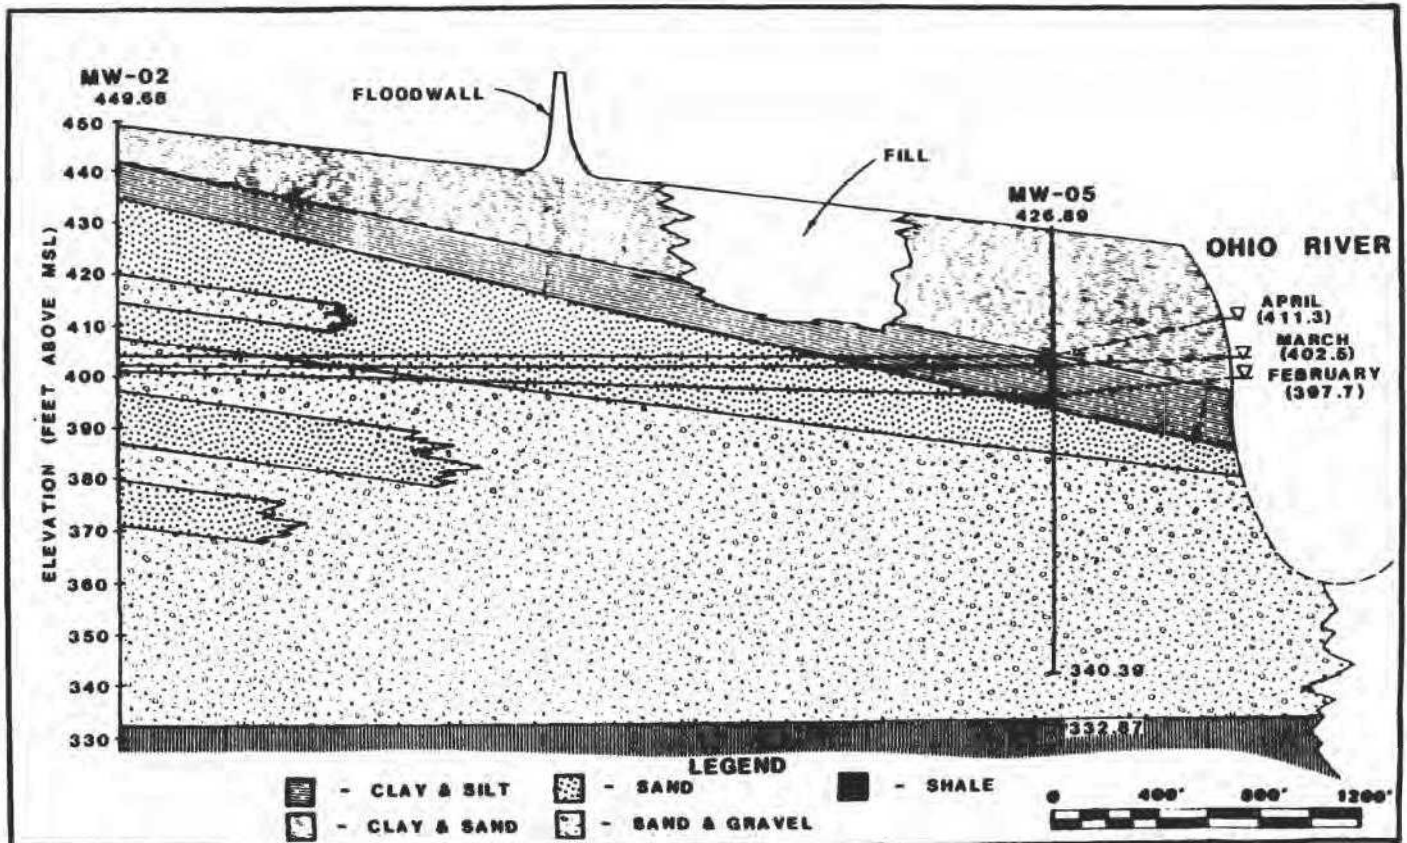 MW-02
449.68
FLOODWALL
FILL
MW-05
426.89
OHIO RIVER
APRIL
(411.3)
MARCH
(402.5)
FEBRUARY
(397.7)
ELEVATION (FEET ABOVE MSL)
450
440
430
420
410
400
390
380
370
360
350
340
330
340.39
332.87
LEGEND
- CLAY & SILT
- SAND
- SHALE
- CLAY & SAND
- SAND & GRAVEL
0 400' 800' 1200'